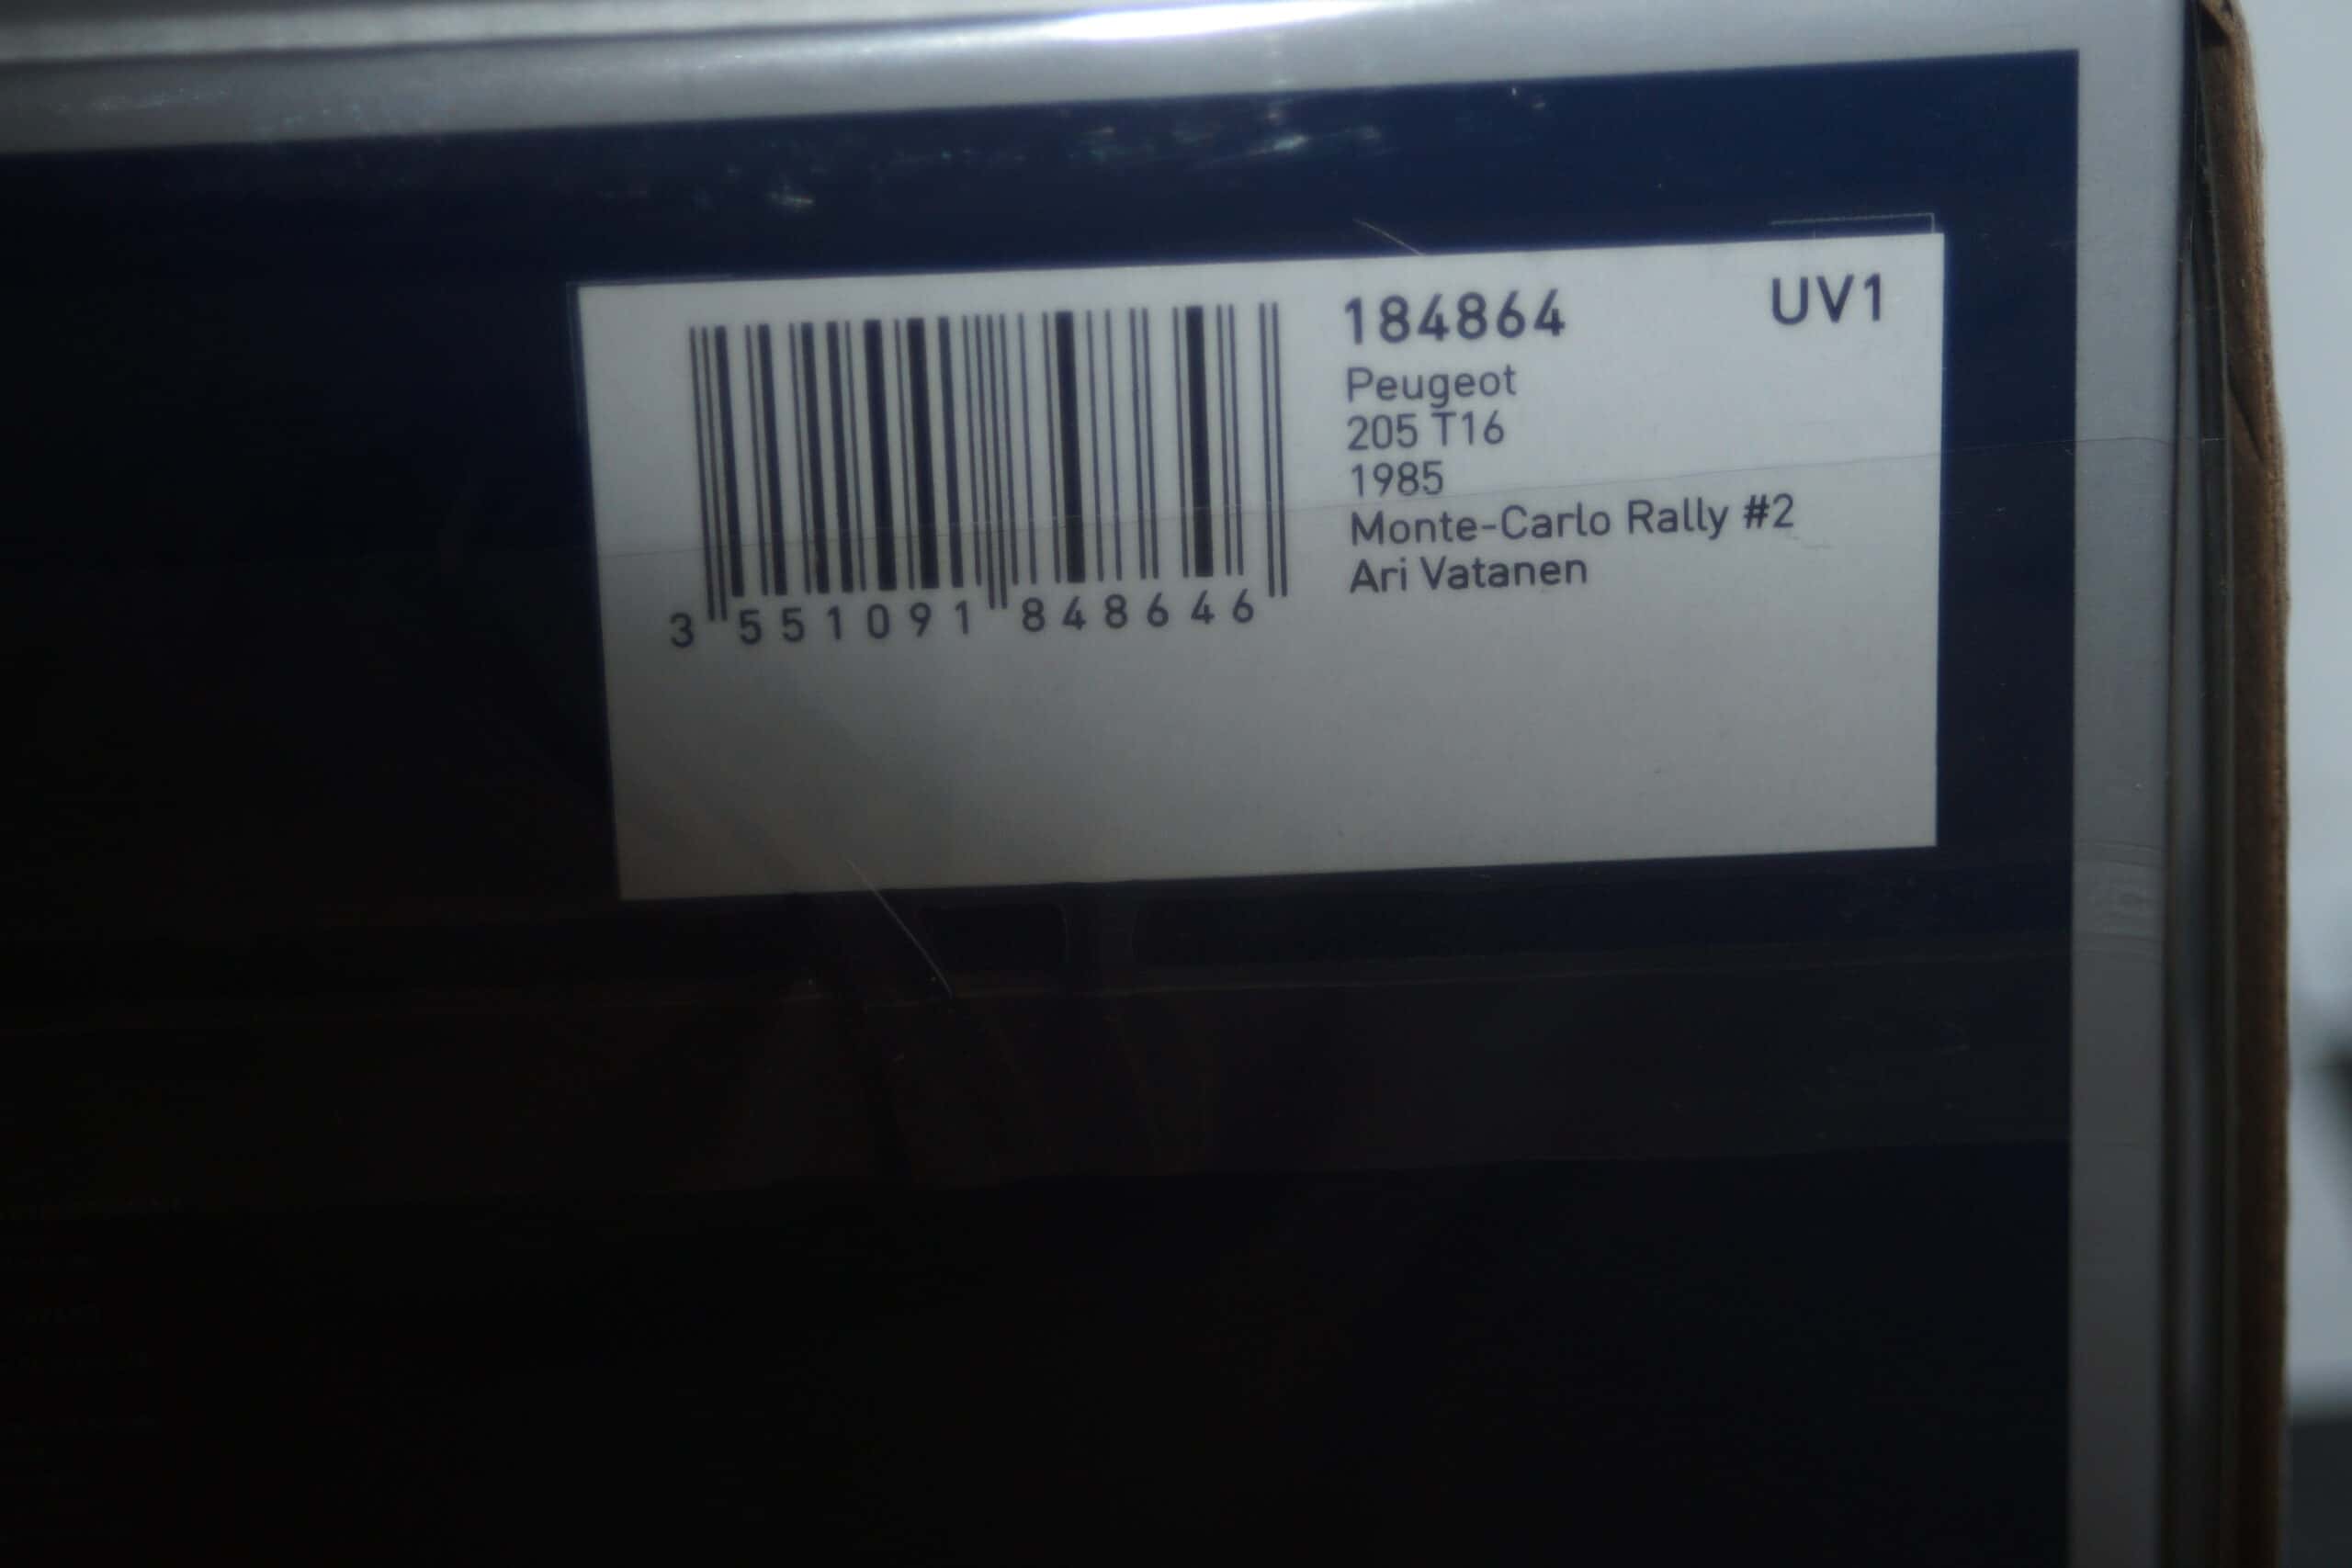 184864 UV1
Peugeot
205 T16
1985
Monte-Carlo Rally #2
Ari Vatanen
3 551091 848646